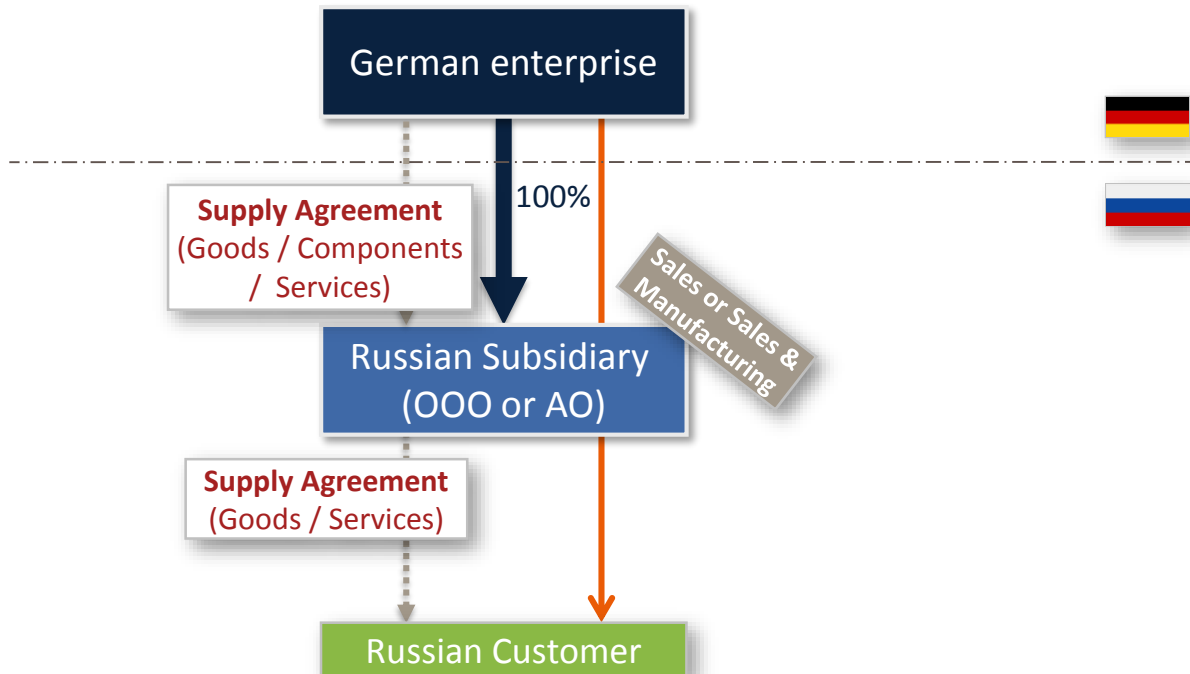 German enterprise
100%
Supply Agreement
(Goods / Components
/ Services)
Sales or Sales &
Manufacturing
Russian Subsidiary
(OOO or AO)
Supply Agreement
(Goods / Services)
Russian Customer